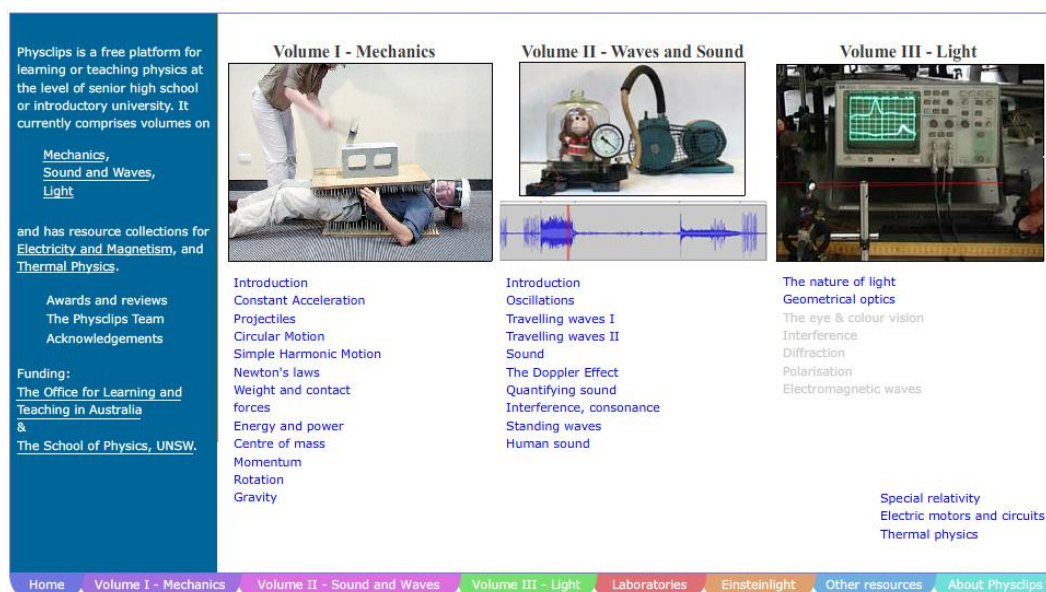 Physclips is a free platform for
learning or teaching physics at
the level of senior high school
or introductory university. It
currently comprises volumes on
Mechanics,
Sound and Waves,
Light
and has resource collections for
Electricity and Magnetism, and
Thermal Physics.
Awards and reviews
The Physclips Team
Acknowledgements
Funding:
The Office for Learning and
Teaching in Australia
&
The School of Physics, UNSW.
Volume I - Mechanics
Introduction
Constant Acceleration
Projectiles
Circular Motion
Simple Harmonic Motion
Newton's laws
Weight and contact
forces
Energy and power
Centre of mass
Momentum
Rotation
Gravity
Volume II - Waves and Sound
Introduction
Oscillations
Travelling waves I
Travelling waves II
Sound
The Doppler Effect
Quantifying sound
Interference, consonance
Standing waves
Human sound
Volume III - Light
The nature of light
Geometrical optics
The eye & colour vision
Interference
Diffraction
Polarisation
Electromagnetic waves
Special relativity
Electric motors and circuits
Thermal physics
Home Volume I - Mechanics Volume II - Sound and Waves Volume III - Light Laboratories Einsteinlight Other resources About Physclips